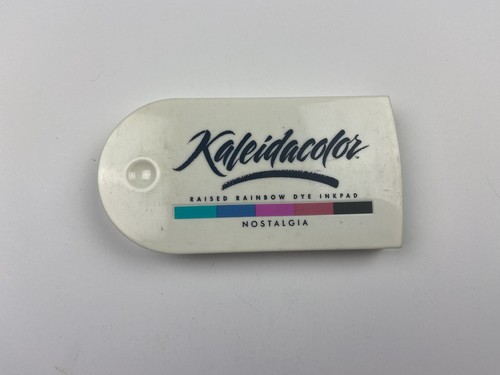 Kaleidacolor
RAISED RAINBOW DYE INKPAD
NOSTALGIA